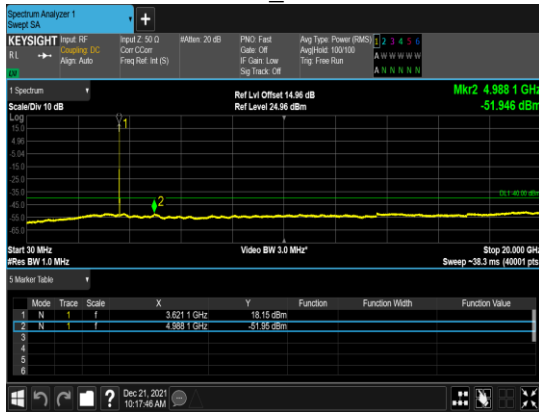 Spectrum Analyzer 1
Swept SA
+
KEYSIGHT Input: RF Input Z: 50 Ω #Atten: 20 dB PNO: Fast Avg Type: Power (RMS) 1 2 3 4 5 6
RL Coupling: DC Corr CCorr Gate: Off Avg|Hold: 100/100 A W W W W W
Align: Auto Freq Ref: Int (S) IF Gain: Low Trig: Free Run
Sig Track: Off A N N N N N
1 Spectrum Ref Lvl Offset 14.96 dB Mkr2 4.988 1 GHz
Scale/Div 10 dB Ref Level 24.96 dBm -51.946 dBm
Log
15.0
4.96
-5.04
-15.0
-25.0
-35.0
-45.0
-55.0
-65.0
1
2
DL1 -40.00 dBm
Start 30 MHz Video BW 3.0 MHz* Stop 20.000 GHz
#Res BW 1.0 MHz Sweep ~38.3 ms (40001 pts)
5 Marker Table
Mode Trace Scale X Y Function Function Width Function Value
1 N 1 f 3.621 1 GHz 18.15 dBm
2 N 1 f 4.988 1 GHz -51.95 dBm
3
4
5
6
? Dec 21, 2021
10:17:46 AM